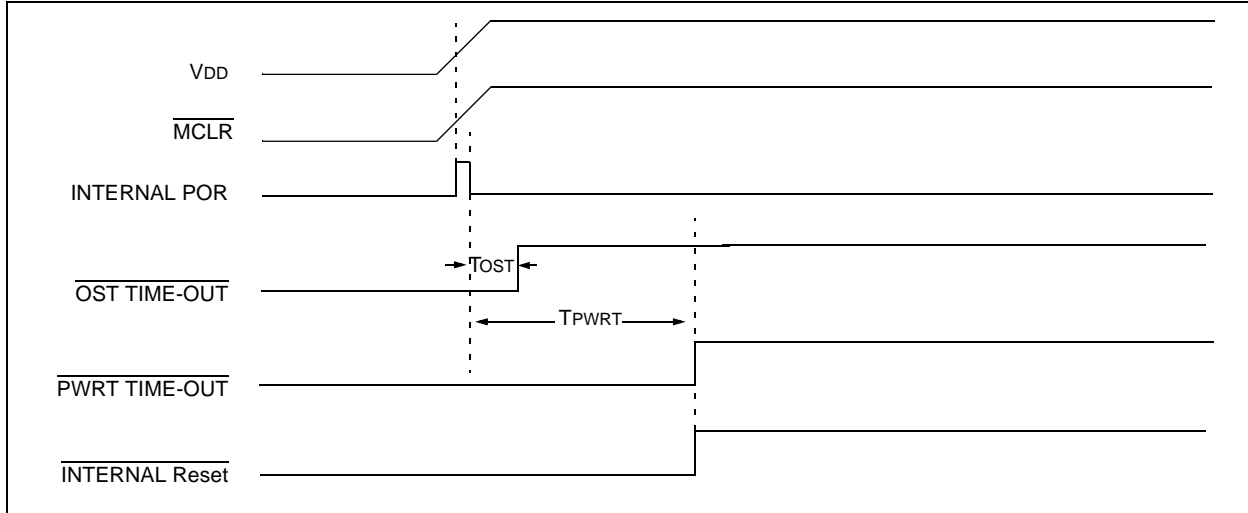 VDD
MCLR
INTERNAL POR
TOST
OST TIME-OUT
TPWRT
PWRT TIME-OUT
INTERNAL Reset